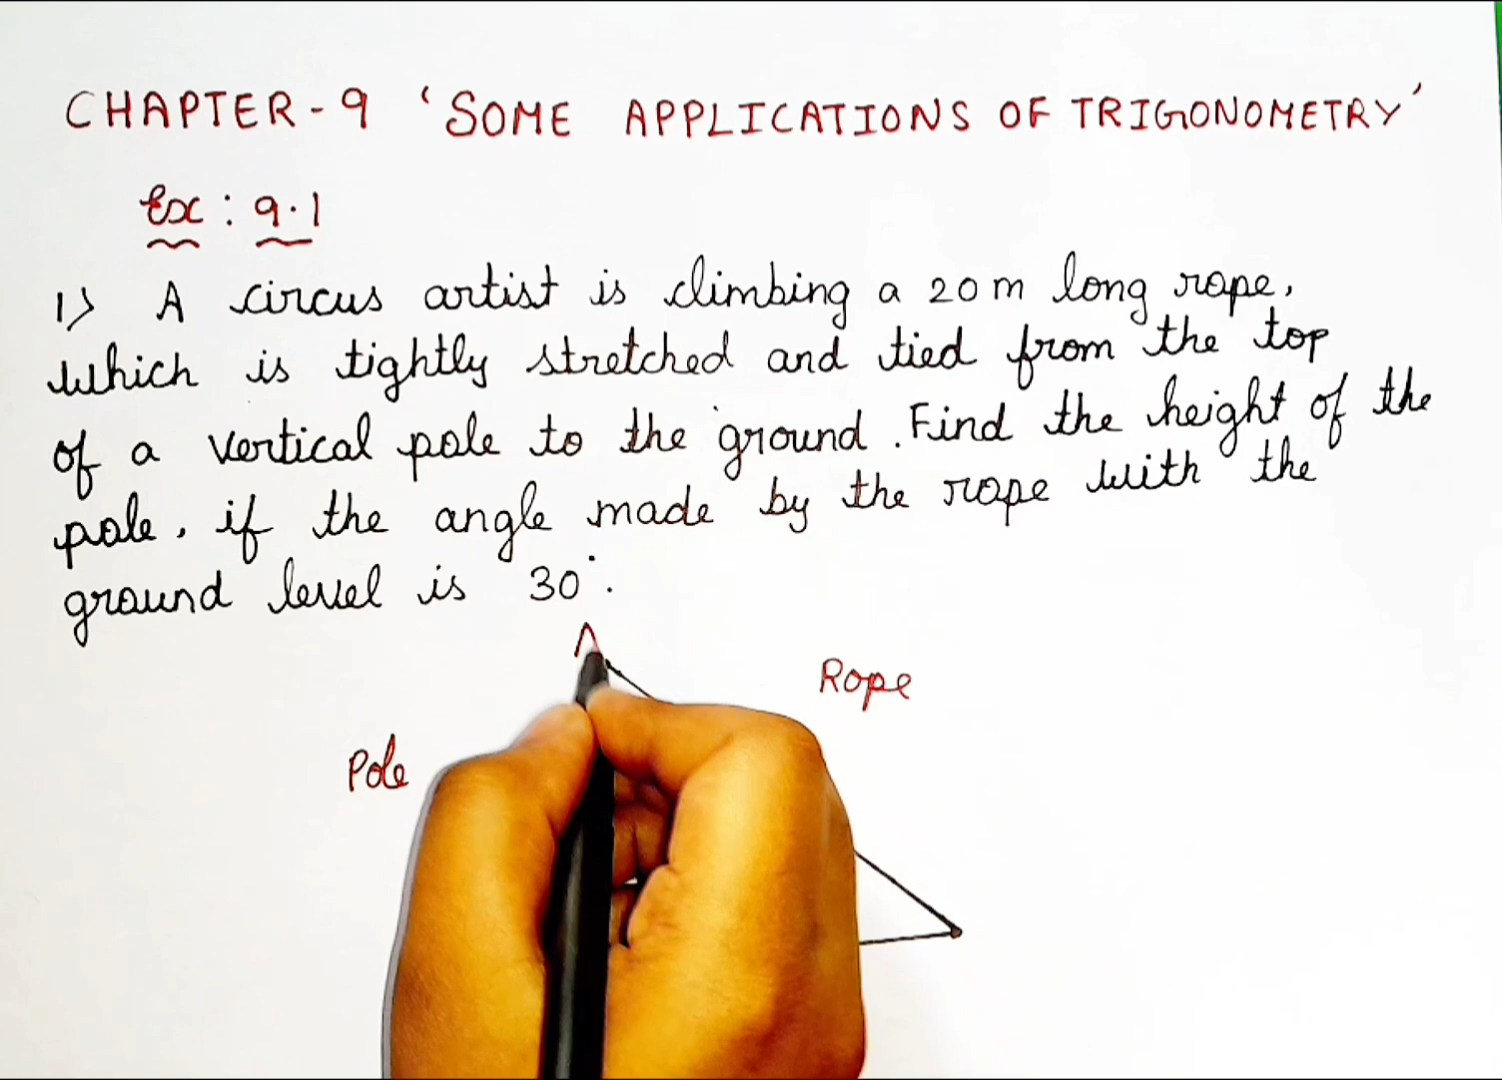 CHAPTER-9 'SOME APPLICATIONS OF TRIGONOMETRY'
Ex : 9.1
1) A circus artist is climbing a 20 m long rope,
which is tightly stretched and tied from the top
of a vertical pole to the ground. Find the height of the
pole, if the angle made by the rope with the
ground level is 30°.
Rope
Pole